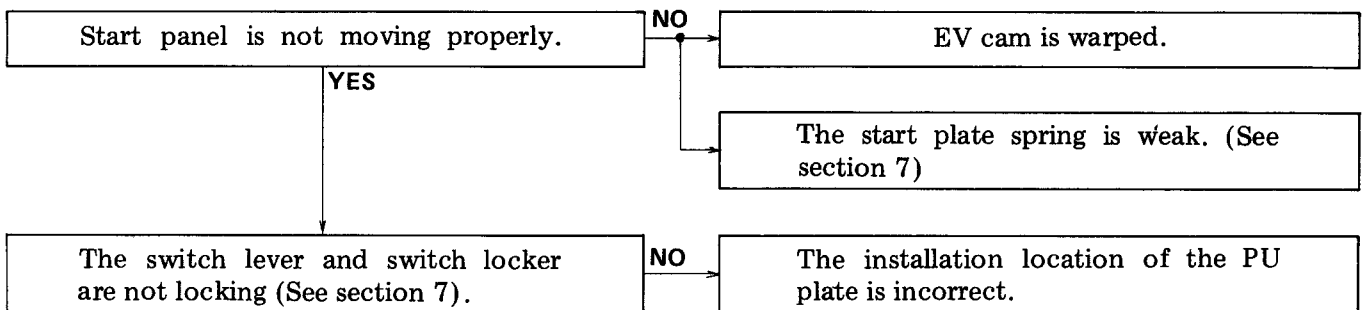 Start panel is not moving properly.
NO
EV cam is warped.
YES
The start plate spring is weak. (See
section 7)
The switch lever and switch locker
are not locking (See section 7).
NO
The installation location of the PU
plate is incorrect.